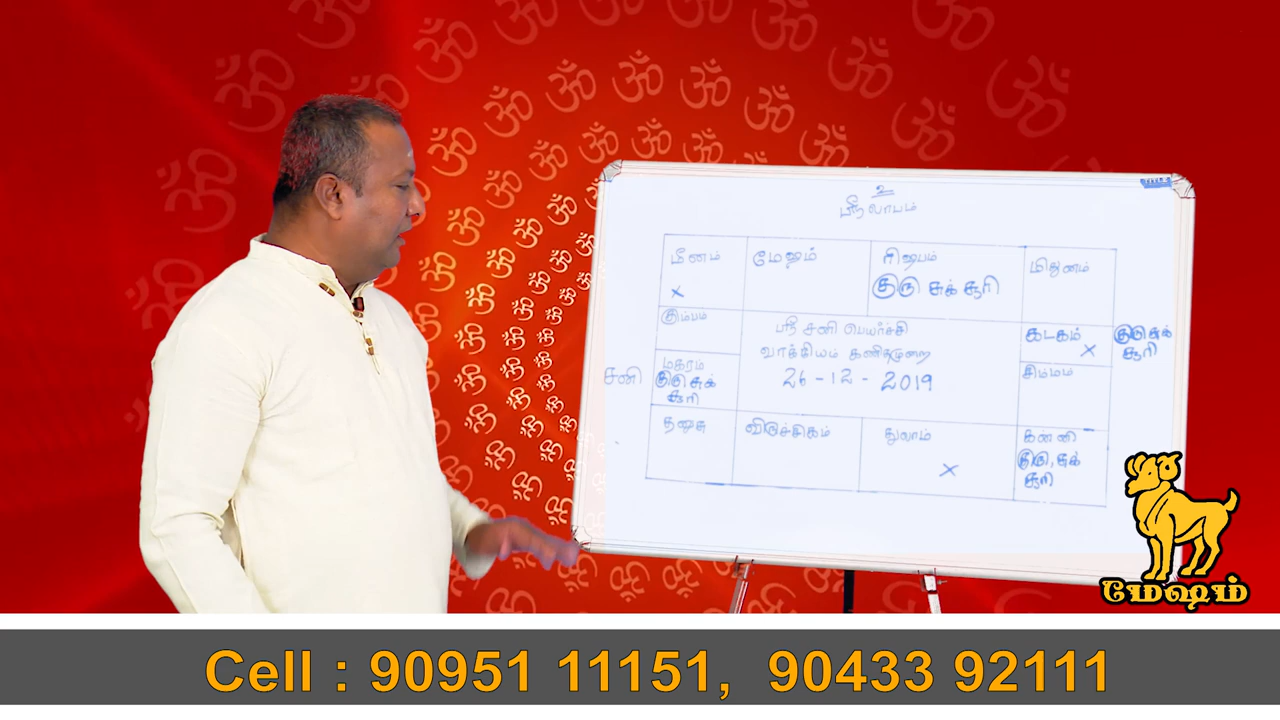 உ
ஸ்ரீ லாபம்
மீனம்
x
மேஷம்
ரிஷபம்
குரு சுக் சூரி
மிதுனம்
கும்பம்
ஸ்ரீ சனி பெயர்ச்சி
வாக்கியம் கணிதமுறை
26-12-2019
கடகம்
x
குரு சுக்
சூரி
சனி
மகரம்
குரு சுக்
சூரி
சிம்மம்
தனுசு
விருச்சிகம்
துலாம்
x
கன்னி
குரு, சுக்
சூரி
மேஷம்
Cell : 90951 11151, 90433 92111